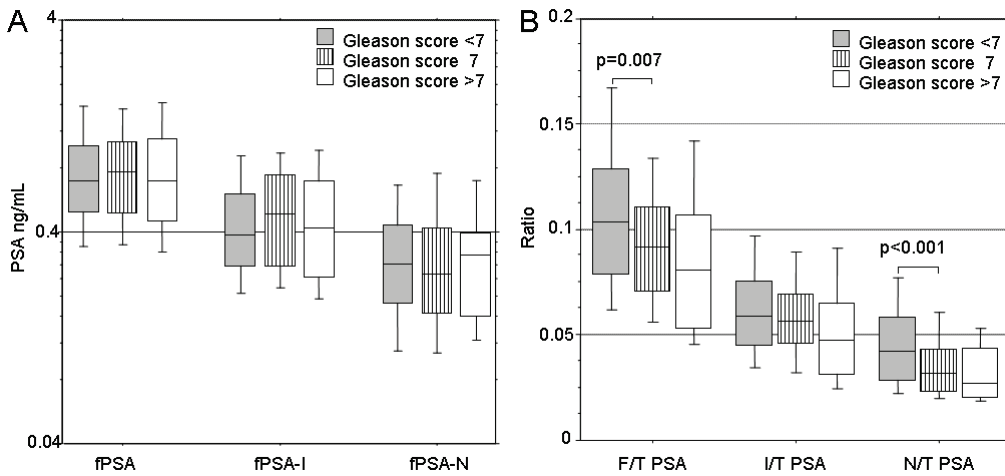 A
4
Gleason score <7
Gleason score 7
Gleason score >7
PSA ng/mL
0.4
0.04
fPSA fPSA-I fPSA-N
B
0.2
Gleason score <7
Gleason score 7
Gleason score >7
p=0.007
0.15
Ratio
0.1
p<0.001
0.05
0
F/T PSA I/T PSA N/T PSA